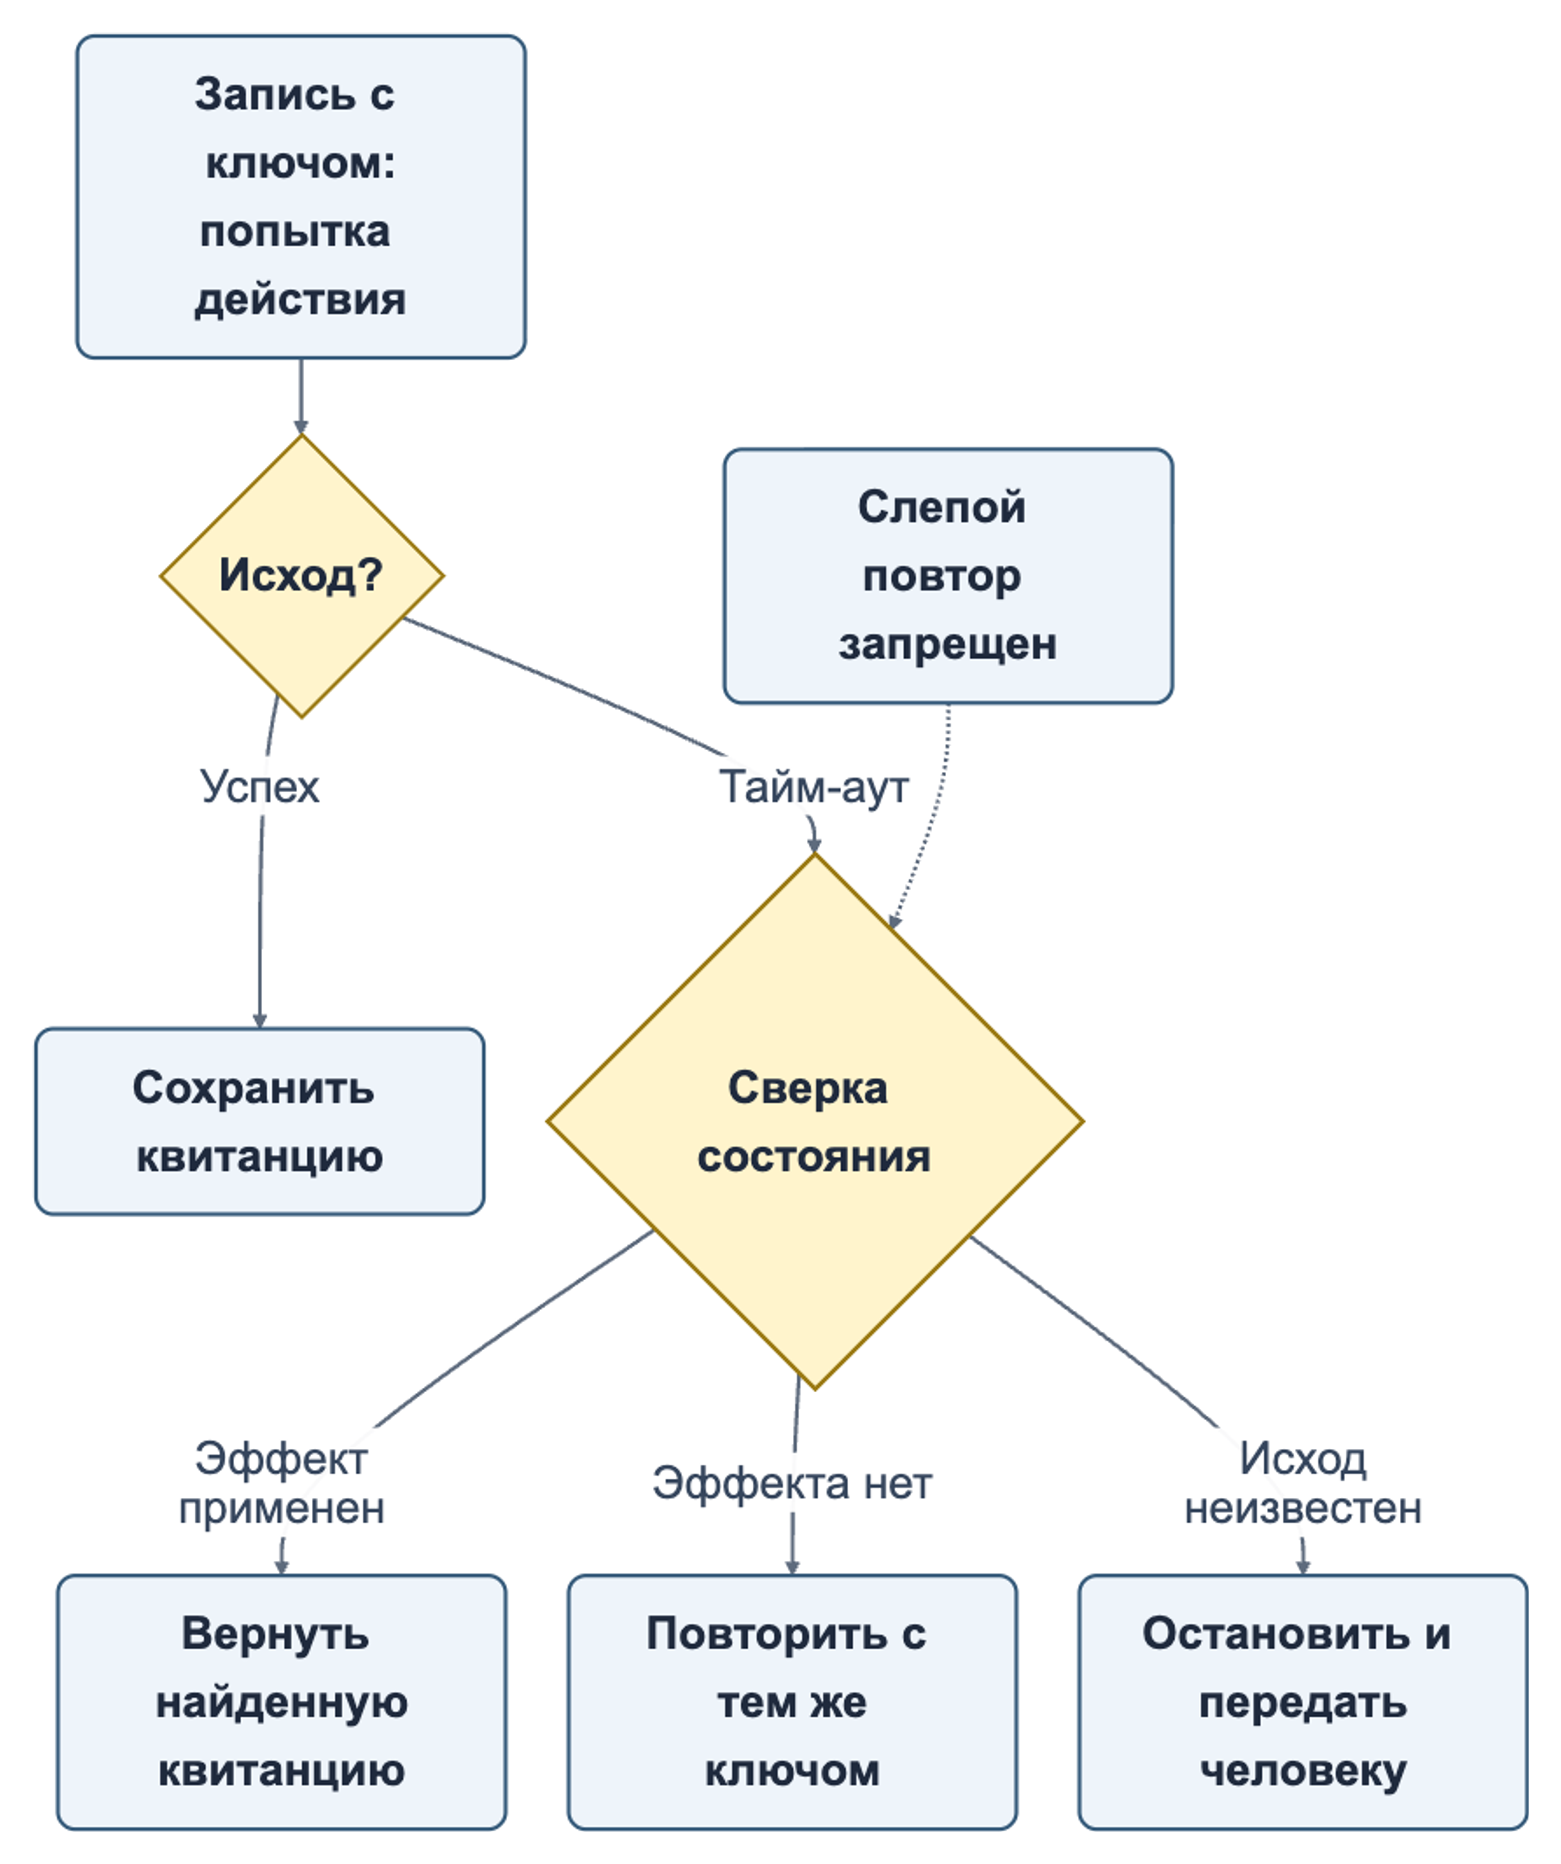 Запись с
ключом:
попытка
действия
Исход?
Слепой
повтор
запрещен
Успех
Тайм-аут
Сохранить
квитанцию
Сверка
состояния
Эффект
применен
Эффекта нет
Исход
неизвестен
Вернуть
найденную
квитанцию
Повторить с
тем же
ключом
Остановить и
передать
человеку